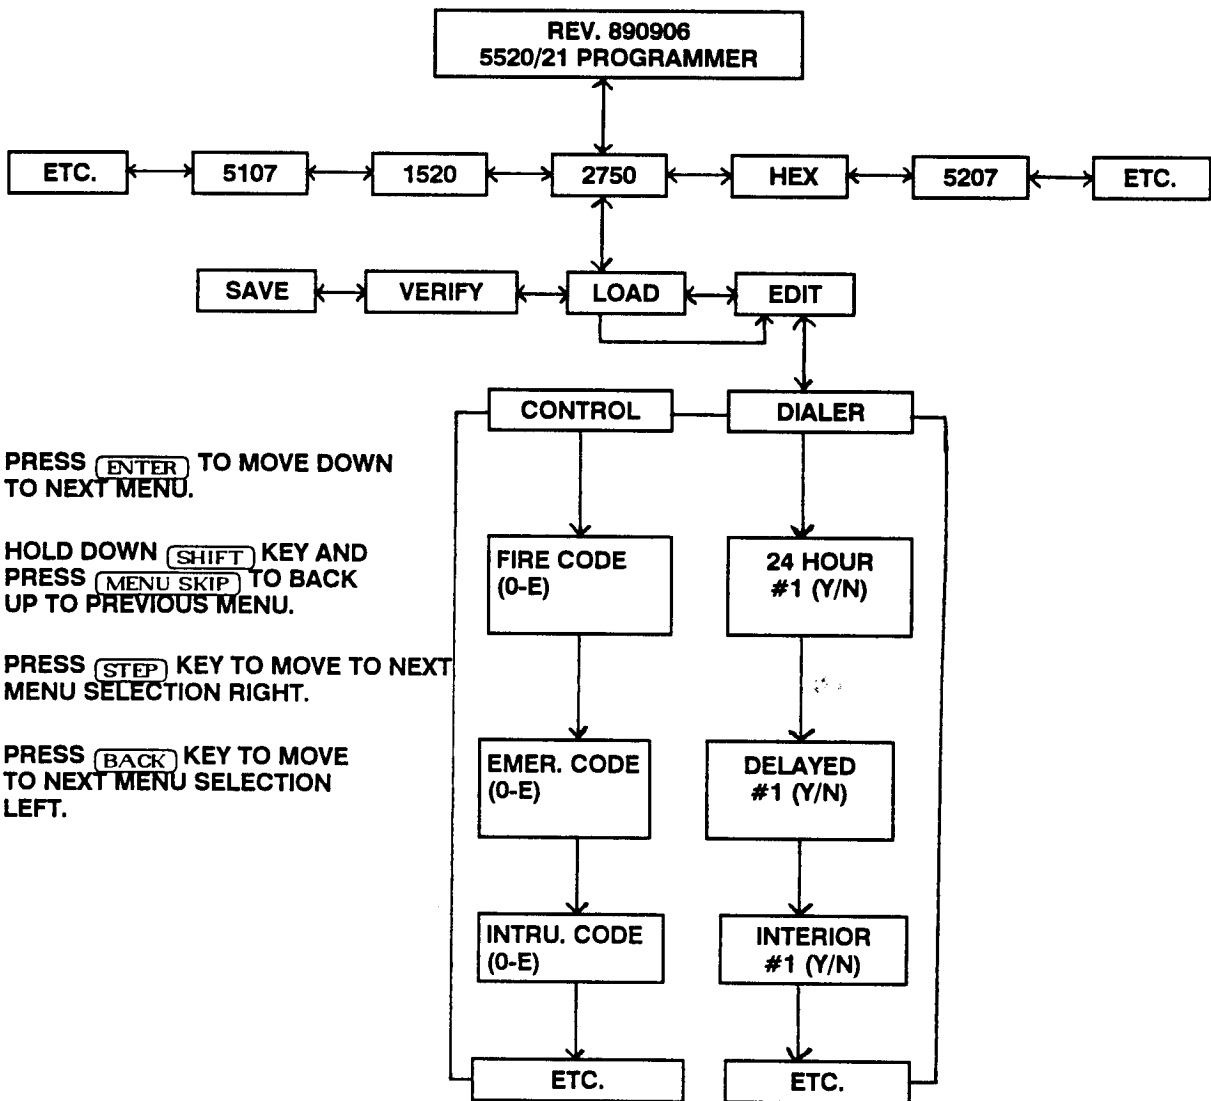 REV. 890906
5520/21 PROGRAMMER
ETC.
5107
1520
2750
HEX
5207
ETC.
SAVE
VERIFY
LOAD
EDIT
CONTROL
DIALER
PRESS ENTER TO MOVE DOWN
TO NEXT MENU.
HOLD DOWN SHIFT KEY AND
PRESS MENU SKIP TO BACK
UP TO PREVIOUS MENU.
PRESS STEP KEY TO MOVE TO NEXT
MENU SELECTION RIGHT.
PRESS BACK KEY TO MOVE
TO NEXT MENU SELECTION
LEFT.
FIRE CODE
(0-E)
24 HOUR
#1 (Y/N)
EMER. CODE
(0-E)
DELAYED
#1 (Y/N)
INTRU. CODE
(0-E)
INTERIOR
#1 (Y/N)
ETC.
ETC.